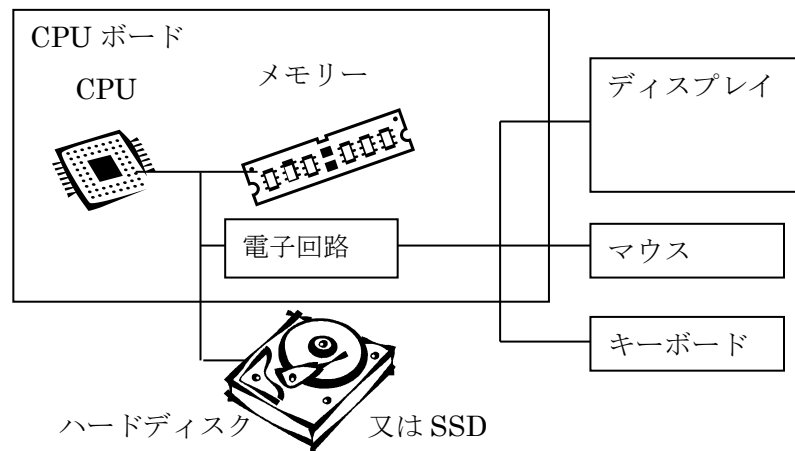 CPU ボード
CPU
メモリー
ディスプレイ
電子回路
マウス
キーボード
ハードディスク 又は SSD